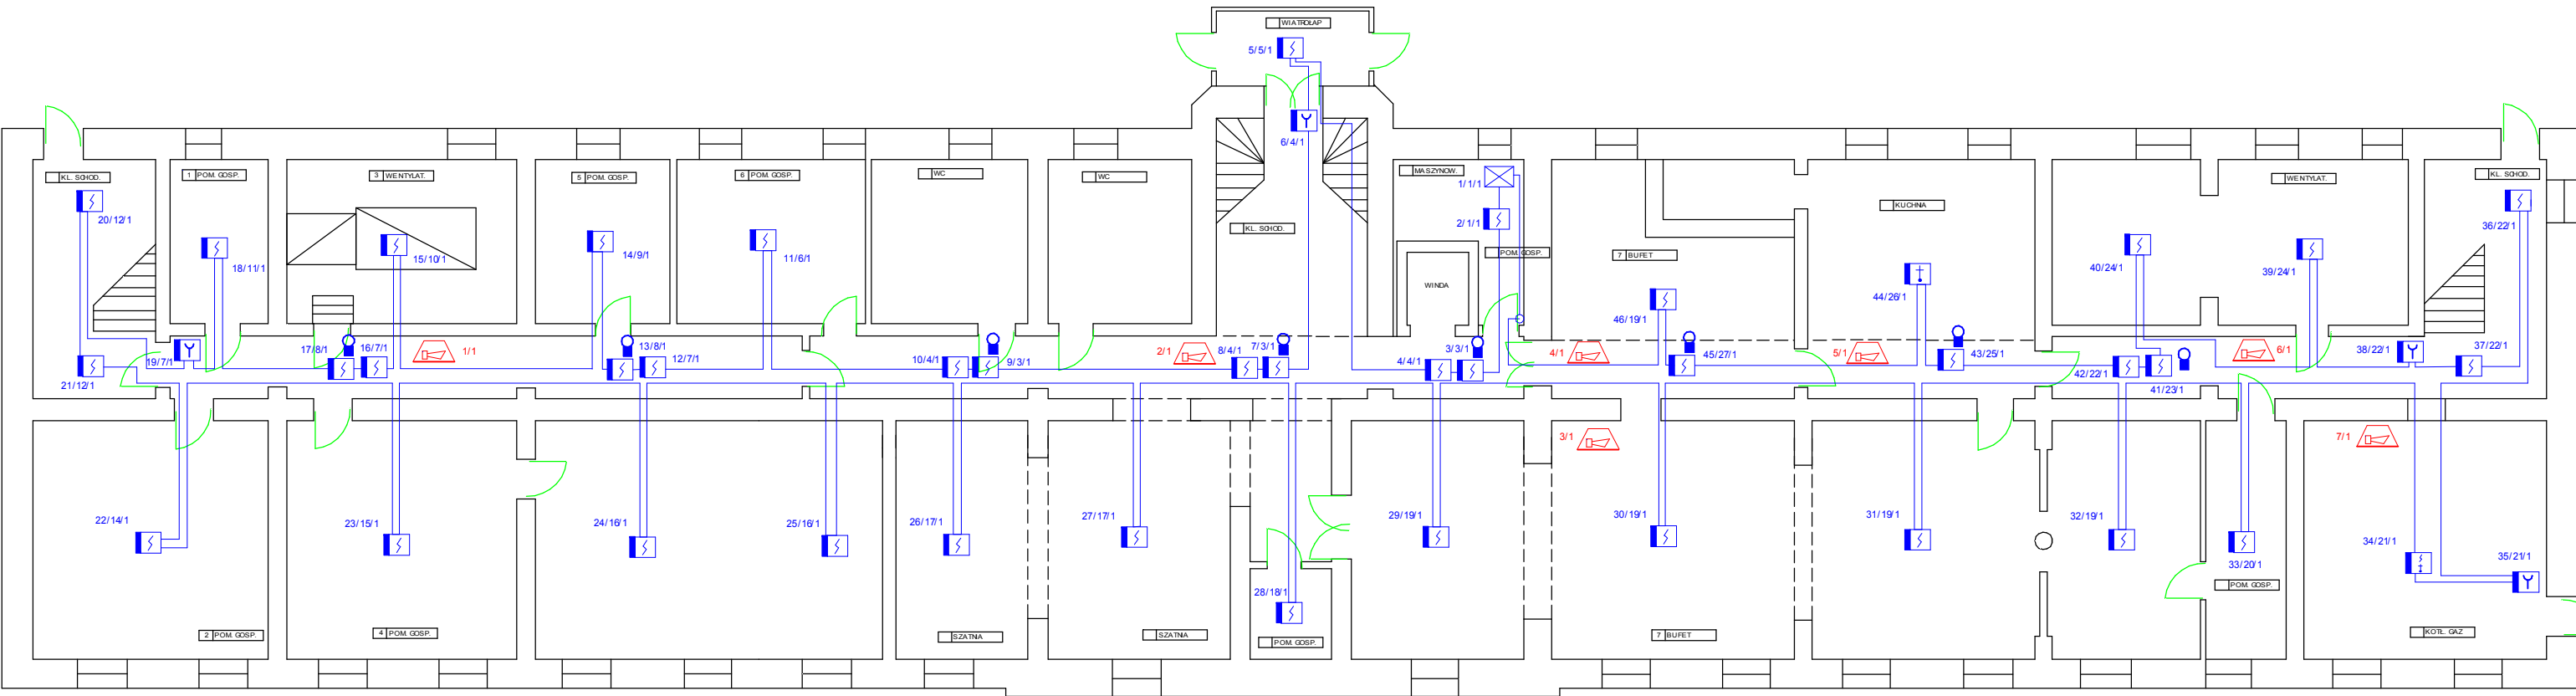 WIATROŁAP
5/5/1
6/4/1
KL. SCHOD.
1 POM. GOSP.
3 WENTYLAT.
5 POM. GOSP.
6 POM. GOSP.
WC
WC
MASZYNOW.
1/1/1
WENTYLAT.
KL. SCHOD.
20/12/1
KUCHNIA
2/1/1
36/22/1
KL. SCHOD.
18/11/1
15/10/1
14/9/1
11/6/1
POM. GOSP.
7 BUFET
40/24/1
39/24/1
WINDA
44/26/1
46/19/1
19/7/1
17/8/1
16/7/1
1/1
13/8/1
12/7/1
10/4/1
9/3/1
2/1
8/4/1
7/3/1
4/4/1
3/3/1
4/1
45/27/1
5/1
43/25/1
42/22/1
41/23/1
6/1
38/22/1
37/22/1
21/12/1
3/1
7/1
22/14/1
23/15/1
24/16/1
25/16/1
26/17/1
27/17/1
29/19/1
30/19/1
31/19/1
32/19/1
33/20/1
34/21/1
35/21/1
28/18/1
POM. GOSP.
2 POM. GOSP.
4 POM. GOSP.
SZATNIA
SZATNIA
POM. GOSP.
7 BUFET
KOTŁ. GAZ